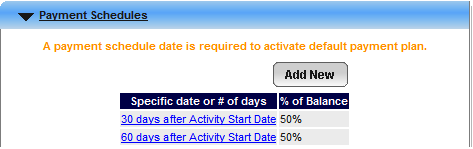 Payment Schedules
A payment schedule date is required to activate default payment plan.
Add New
Specific date or # of days % of Balance
30 days after Activity Start Date 50%
60 days after Activity Start Date 50%